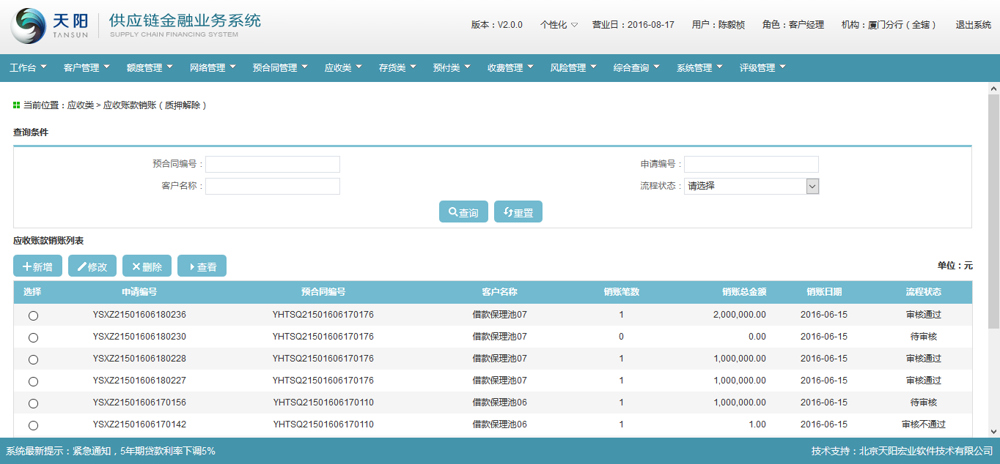 天阳 TANSUN 供应链金融业务系统 SUPPLY CHAIN FINANCING SYSTEM
版本：V2.0.0 个性化 营业日：2016-08-17 用户：陈毅桢 角色：客户经理 机构：厦门分行（全辖） 退出系统
工作台 客户管理 额度管理 网络管理 预合同管理 应收类 存货类 预付类 收费管理 风险管理 综合查询 系统管理 评级管理
当前位置：应收类 > 应收账款销账（质押解除）
查询条件
预合同编号： 申请编号：
客户名称： 流程状态： 请选择
查询 重置
应收账款销账列表
新增 修改 删除 查看 单位：元
选择 申请编号 预合同编号 客户名称 销账笔数 销账总金额 销账日期 流程状态
YSXZ21501606180236 YHTSQ21501606170176 借款保理池07 1 2,000,000.00 2016-06-15 审核通过
YSXZ21501606180230 YHTSQ21501606170176 借款保理池07 0 0.00 2016-06-15 待审核
YSXZ21501606180228 YHTSQ21501606170176 借款保理池07 1 1,000,000.00 2016-06-15 审核通过
YSXZ21501606180227 YHTSQ21501606170176 借款保理池07 1 1,000,000.00 2016-06-15 审核通过
YSXZ21501606170156 YHTSQ21501606170110 借款保理池06 1 1,000,000.00 2016-06-15 待审核
YSXZ21501606170142 YHTSQ21501606170110 借款保理池06 1 1.00 2016-06-15 审核不通过
系统最新提示：紧急通知，5年期贷款利率下调5% 技术支持：北京天阳宏业软件技术有限公司